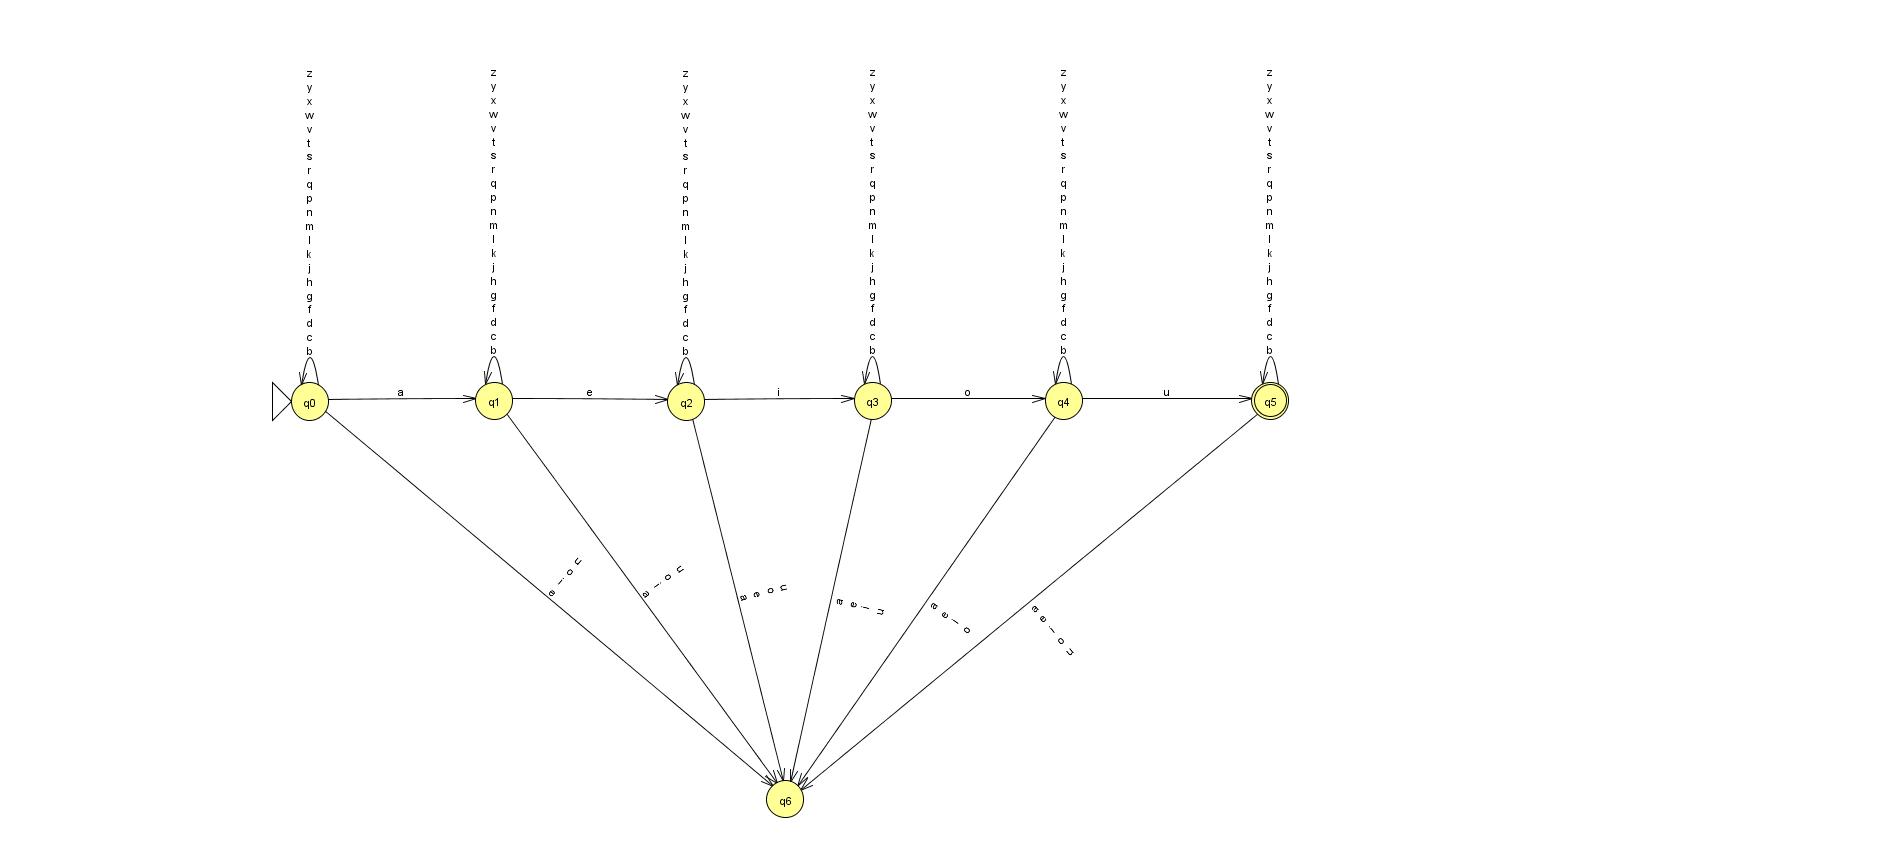 z z z z z z
y y y y y y
x x x x x x
w w w w w w
v v v v v v
t t t t t t
s s s s s s
r r r r r r
q q q q q q
p p p p p p
n n n n n n
m m m m m m
l l l l l l
k k k k k k
j j j j j j
h h h h h h
g g g g g g
f f f f f f
d d d d d d
c c c c c c
b b b b b b
a e i o u
q0 q1 q2 q3 q4 q5
e i o u
a i o u
a e o u
a e i u
a e i o
a e i o u
q6